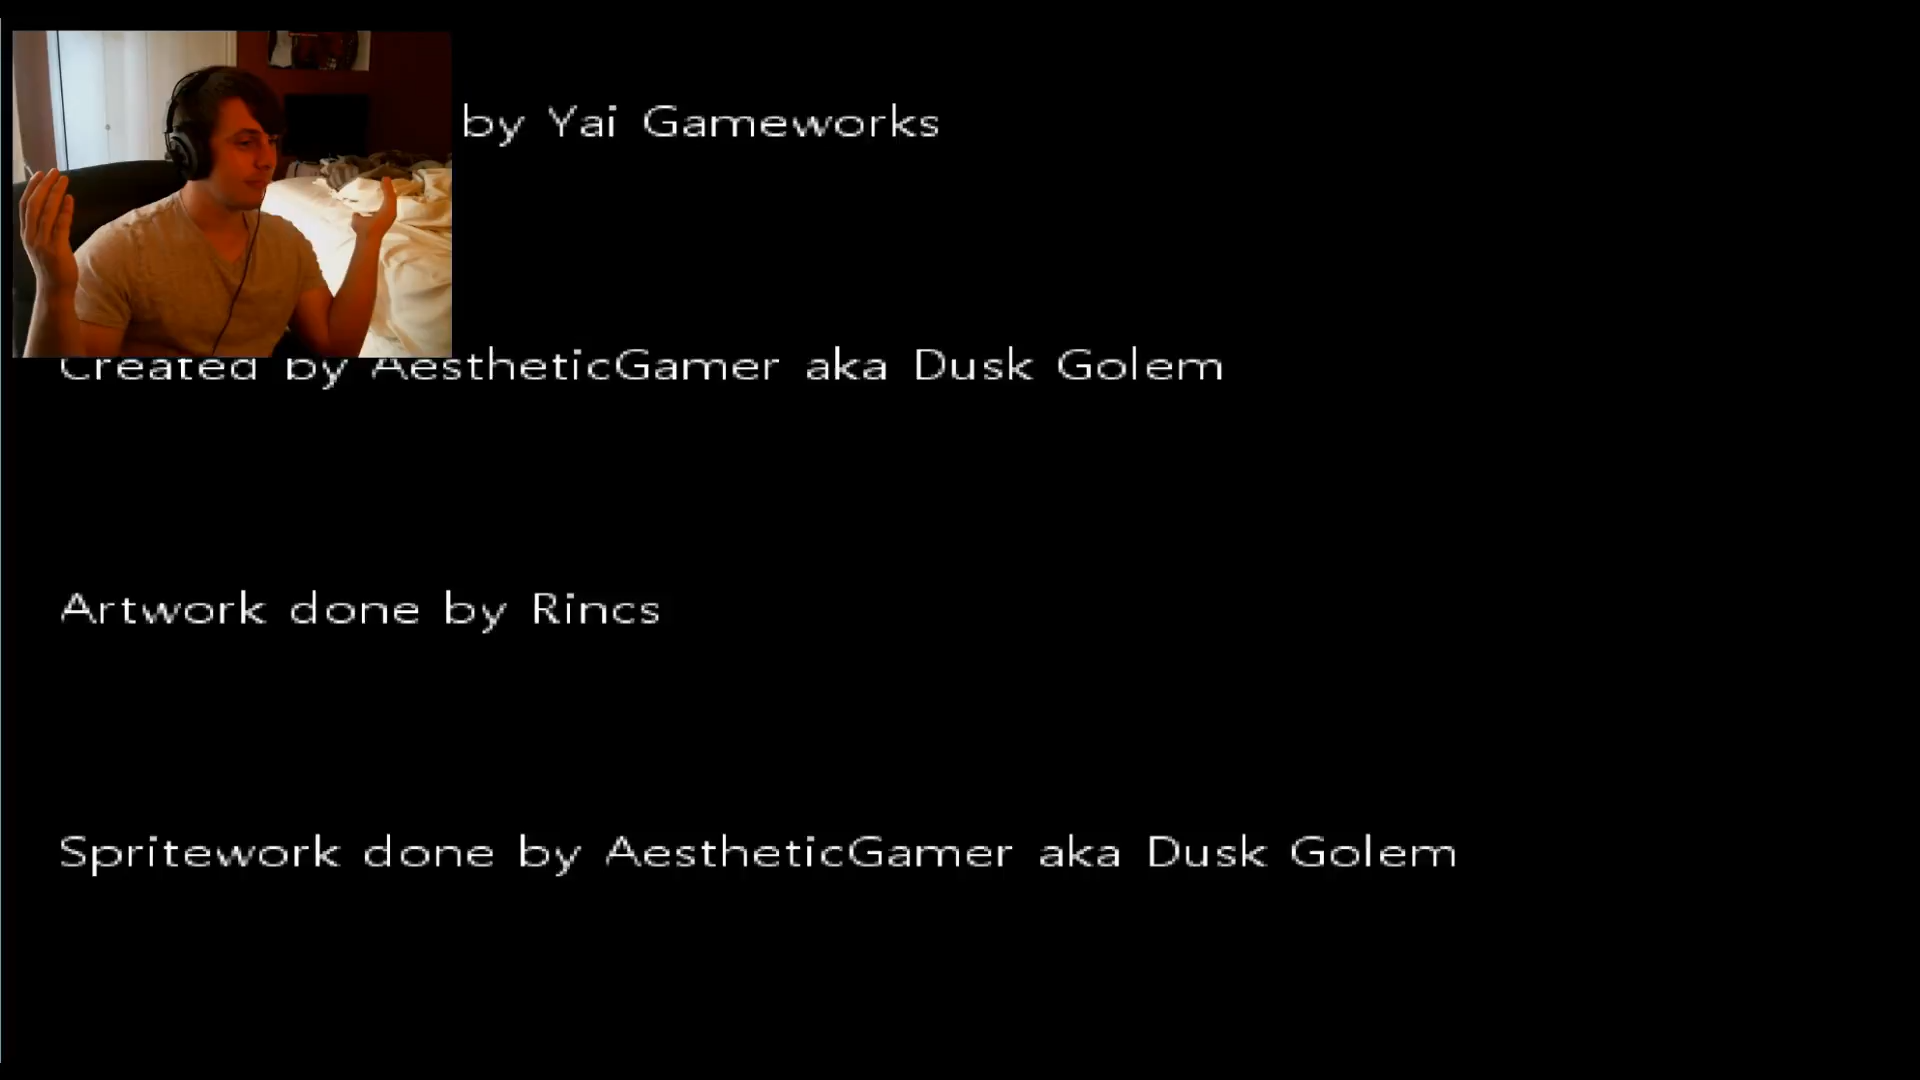 by Yai Gameworks
Created by AestheticGamer aka Dusk Golem
Artwork done by Rincs
Spritework done by AestheticGamer aka Dusk Golem